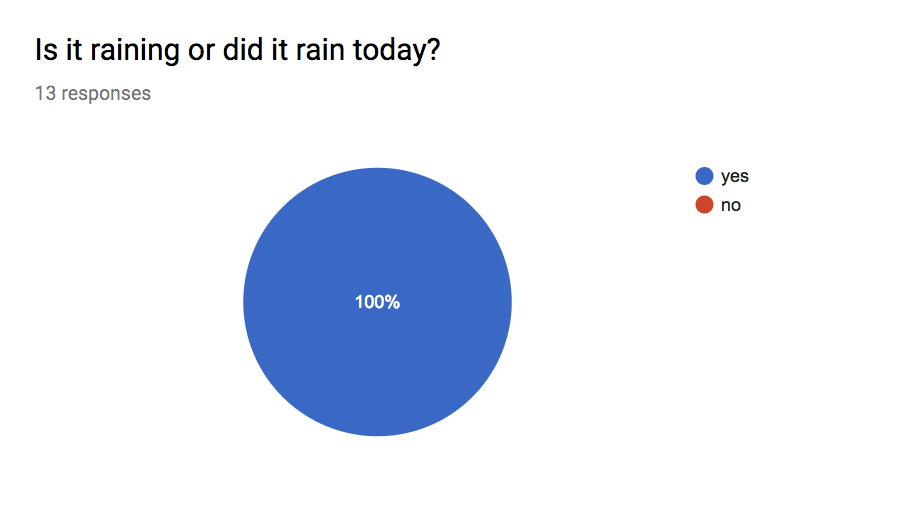 Is it raining or did it rain today?
13 responses
yes
no
100%